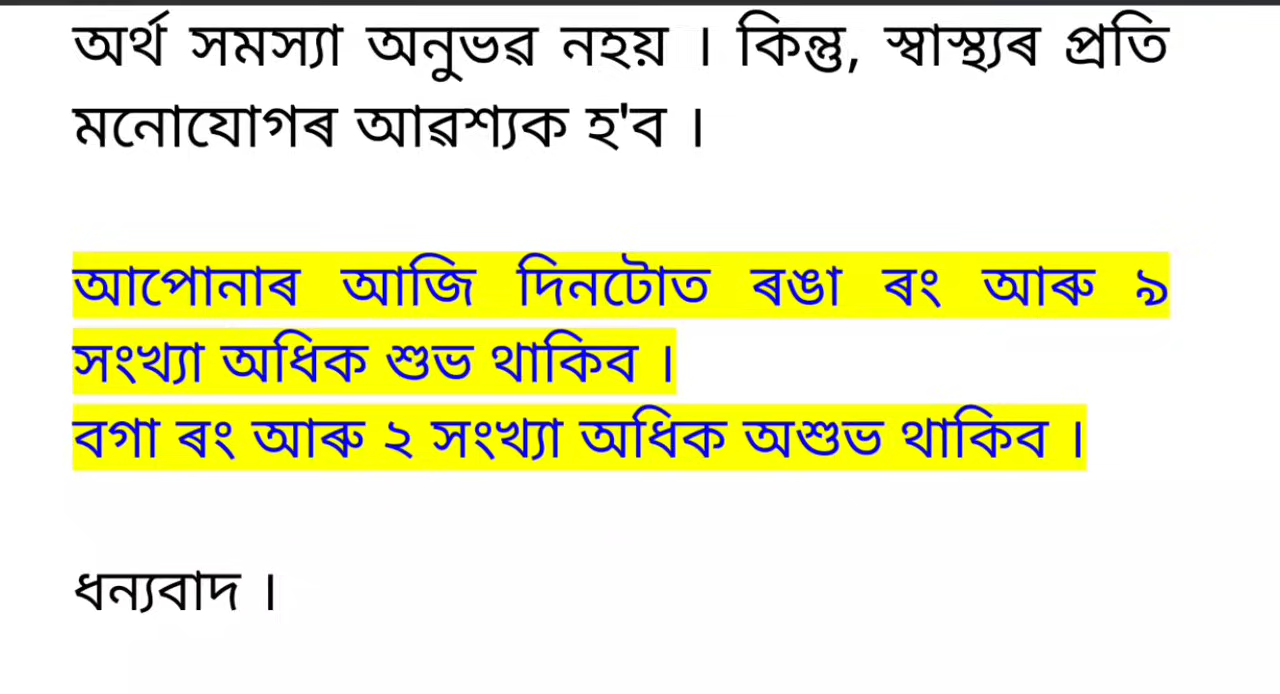 অৰ্থ সমস্যা অনুভৱ নহয় । কিন্তু, স্বাস্থ্যৰ প্ৰতি
মনোযোগৰ আৱশ্যক হ'ব ।
আপোনাৰ আজি দিনটোত ৰঙা ৰং আৰু ৯
সংখ্যা অধিক শুভ থাকিব ।
বগা ৰং আৰু ২ সংখ্যা অধিক অশুভ থাকিব ।
ধন্যবাদ ।